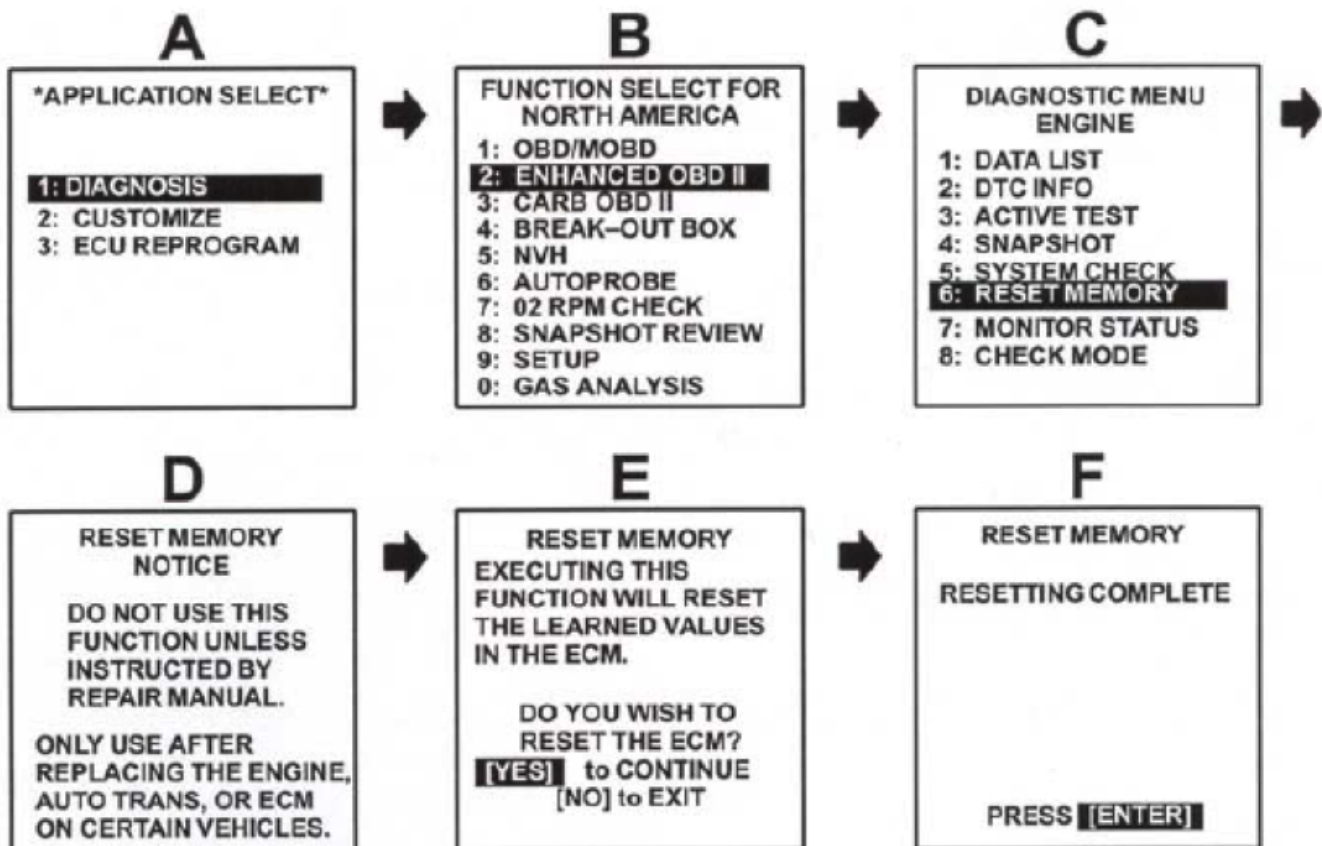 A
*APPLICATION SELECT*
1: DIAGNOSIS
2: CUSTOMIZE
3: ECU REPROGRAM
B
FUNCTION SELECT FOR
NORTH AMERICA
1: OBD/MOBD
2: ENHANCED OBD II
3: CARB OBD II
4: BREAK–OUT BOX
5: NVH
6: AUTOPROBE
7: 02 RPM CHECK
8: SNAPSHOT REVIEW
9: SETUP
0: GAS ANALYSIS
C
DIAGNOSTIC MENU
ENGINE
1: DATA LIST
2: DTC INFO
3: ACTIVE TEST
4: SNAPSHOT
5: SYSTEM CHECK
6: RESET MEMORY
7: MONITOR STATUS
8: CHECK MODE
D
RESET MEMORY
NOTICE
DO NOT USE THIS
FUNCTION UNLESS
INSTRUCTED BY
REPAIR MANUAL.
ONLY USE AFTER
REPLACING THE ENGINE,
AUTO TRANS, OR ECM
ON CERTAIN VEHICLES.
E
RESET MEMORY
EXECUTING THIS
FUNCTION WILL RESET
THE LEARNED VALUES
IN THE ECM.
DO YOU WISH TO
RESET THE ECM?
[YES] to CONTINUE
[NO] to EXIT
F
RESET MEMORY
RESETTING COMPLETE
PRESS [ENTER]